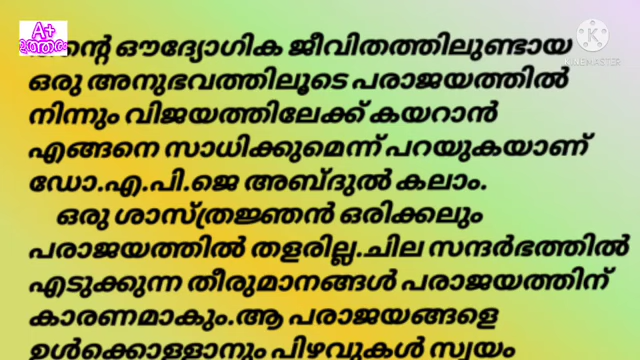 A+
ഔദ്യോഗിക ജീവിതത്തിലുണ്ടായ
ഒരു അനുഭവത്തിലൂടെ പരാജയത്തിൽ
നിന്നും വിജയത്തിലേക്ക് കയറാൻ
എങ്ങനെ സാധിക്കുമെന്ന് പറയുകയാണ്
ഡോ.എ.പി.ജെ അബ്ദുൽ കലാം.
ഒരു ശാസ്ത്രജ്ഞൻ ഒരിക്കലും
പരാജയത്തിൽ തളരില്ല.ചില സന്ദർഭത്തിൽ
എടുക്കുന്ന തീരുമാനങ്ങൾ പരാജയത്തിന്
കാരണമാകും.ആ പരാജയങ്ങളെ
ഉൾക്കൊള്ളാനും പിഴവുകൾ സ്വയം
KINEMASTER